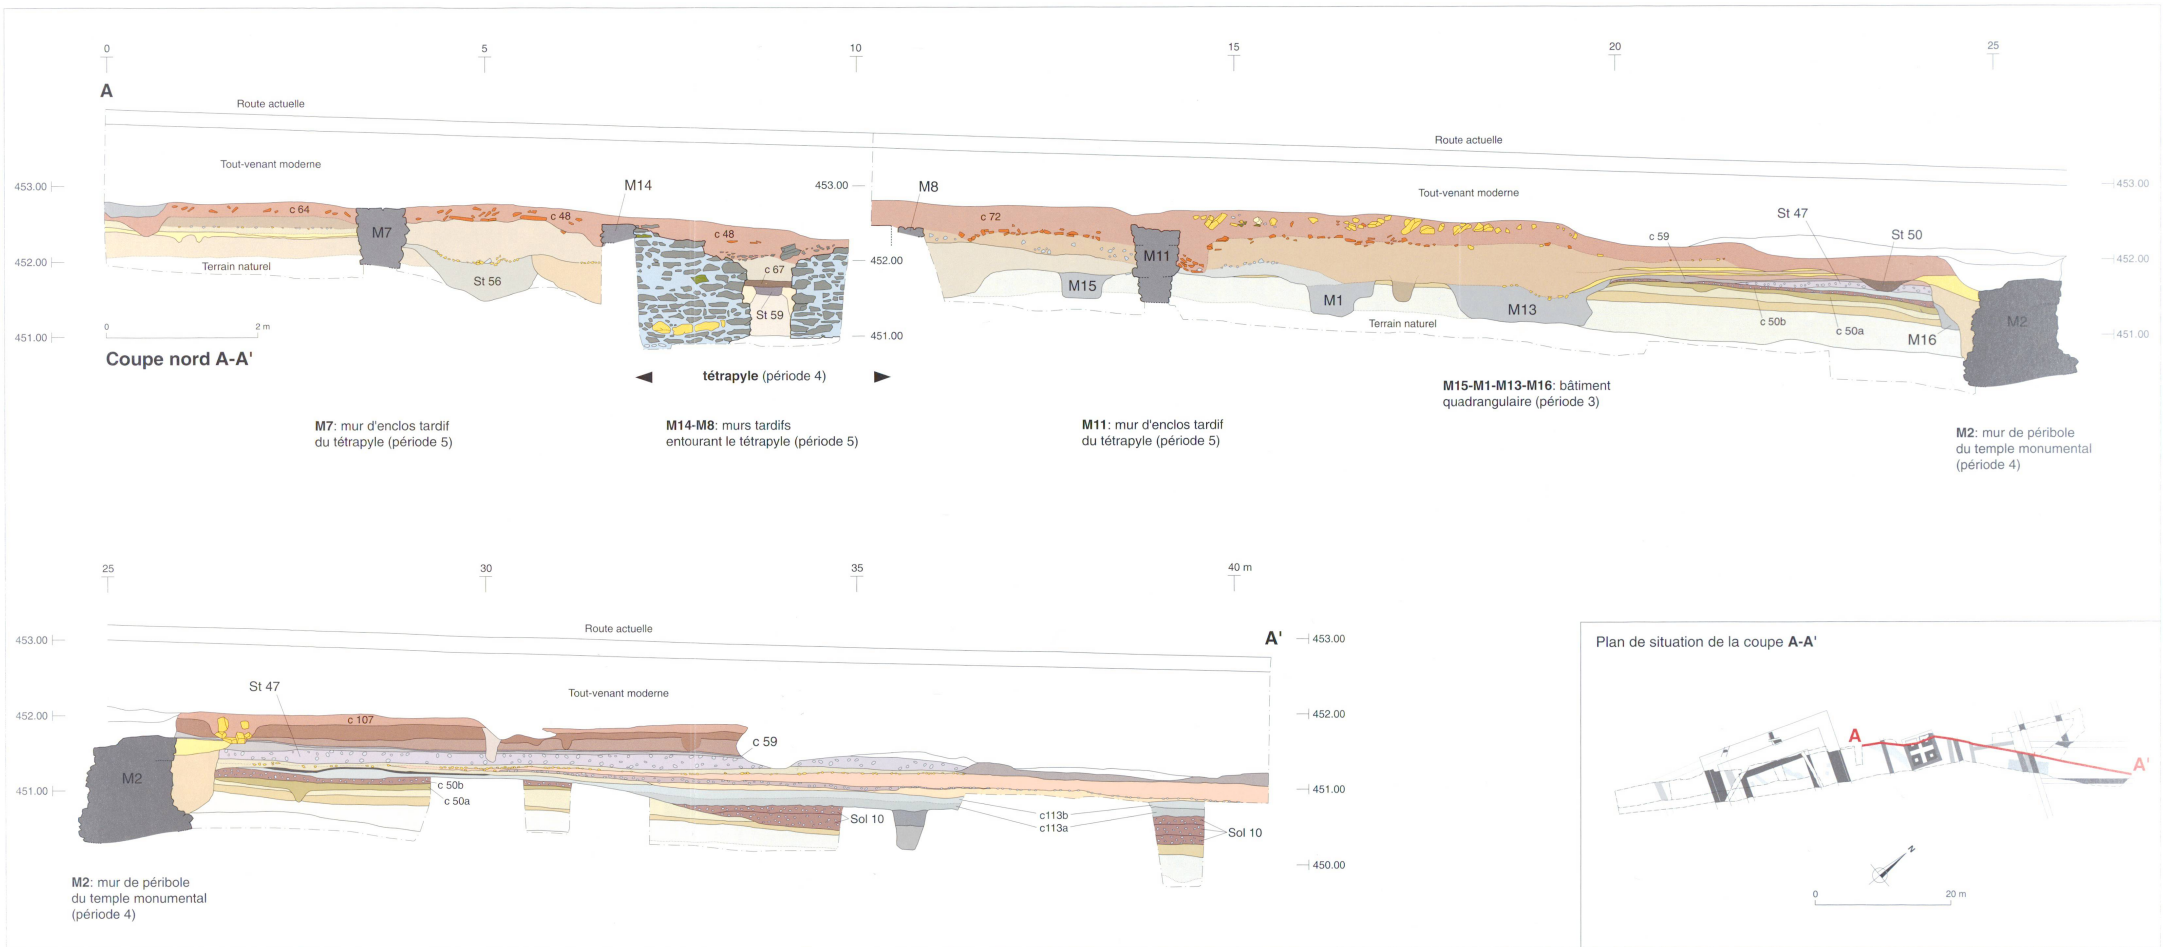 0 5 10 15 20 25
A
Route actuelle
Route actuelle
Tout-venant moderne
Tout-venant moderne
453.00 M14 453.00 M8 453.00
c 64 c 48 c 72 St 47
M7 c 48 c 59 St 50
452.00 Terrain naturel c 67 452.00 M11 452.00
St 56 M15
St 59 M1 M13 M2
0 2 m
451.00 451.00 Terrain naturel c 50b c 50a M16 451.00
Coupe nord A-A'
tétrapyle (période 4)
M15-M1-M13-M16: bâtiment
quadrangulaire (période 3)
M7: mur d'enclos tardif
du tétrapyle (période 5)
M14-M8: murs tardifs
entourant le tétrapyle (période 5)
M11: mur d'enclos tardif
du tétrapyle (période 5)
M2: mur de péribole
du temple monumental
(période 4)
25 30 35 40 m
Route actuelle
453.00 A' 453.00
St 47 Tout-venant moderne
452.00 c 107 452.00
c 59
M2
451.00 c 50b 451.00
c 50a
c113b
Sol 10 c113a Sol 10
450.00
M2: mur de péribole
du temple monumental
(période 4)
Plan de situation de la coupe A-A'
A
A'
N
0 20 m